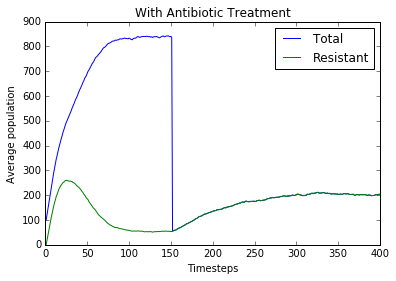 With Antibiotic Treatment
900
800
700
600
500
400
300
200
100
0
Average population
Total
Resistant
0 50 100 150 200 250 300 350 400
Timesteps